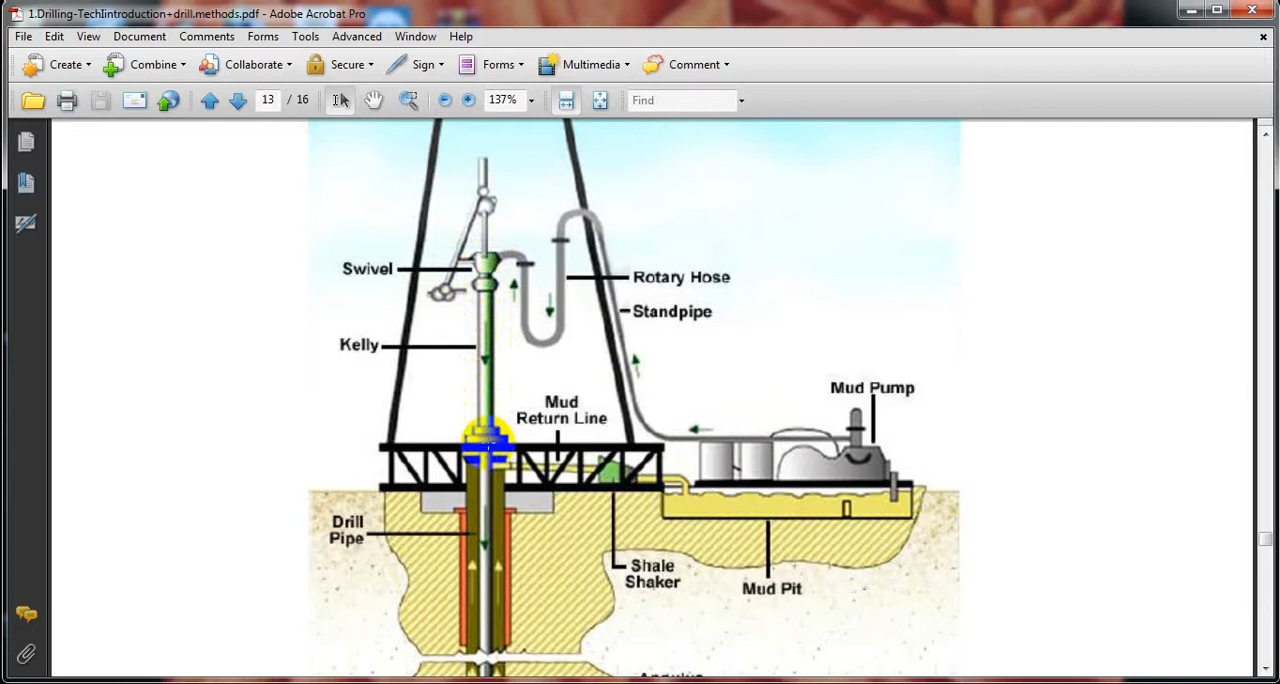 1.Drilling-TechIintroduction+drill.methods.pdf - Adobe Acrobat Pro
File Edit View Document Comments Forms Tools Advanced Window Help
Create Combine Collaborate Secure Sign Forms Multimedia Comment
13 / 16 137% Find
Swivel
Rotary Hose
Standpipe
Kelly
Mud Pump
Mud
Return Line
Drill
Pipe
Shale
Shaker
Mud Pit
Annulus